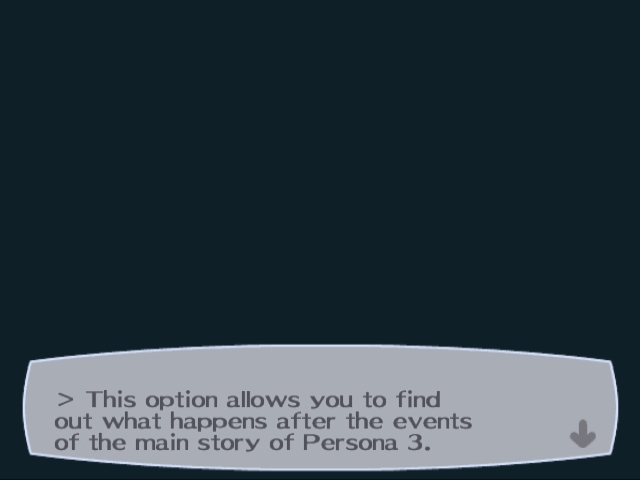 > This option allows you to find
out what happens after the events
of the main story of Persona 3.